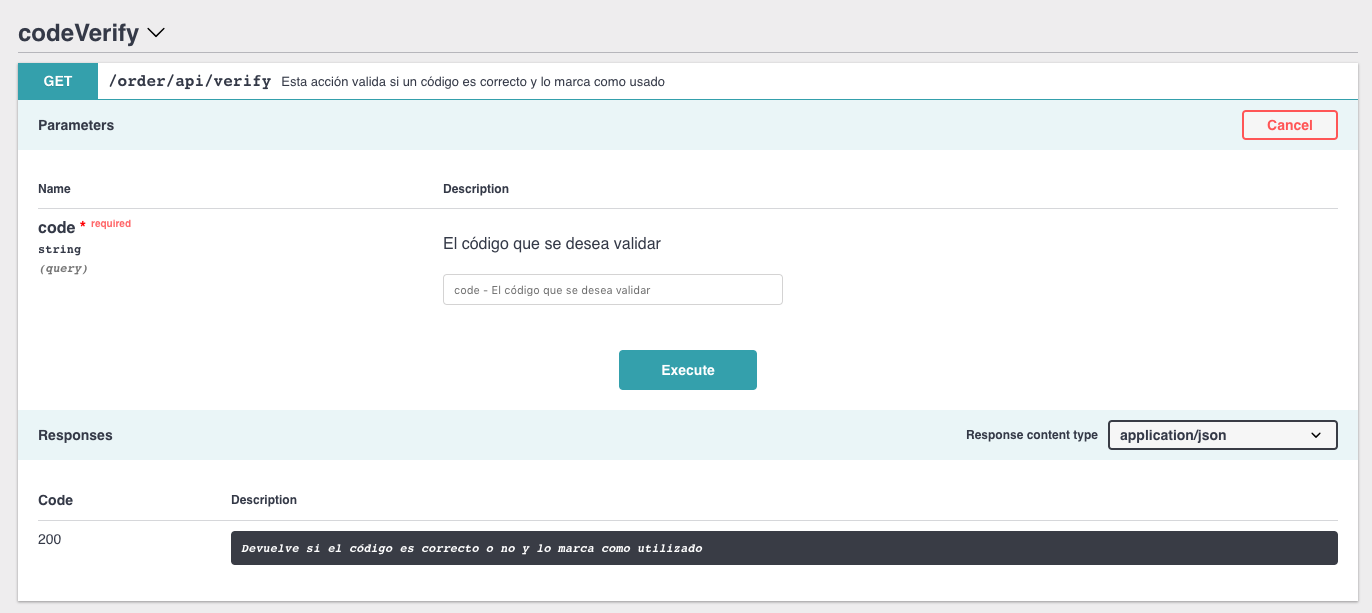 codeVerify
GET /order/api/verify Esta acción valida si un código es correcto y lo marca como usado
Parameters Cancel
Name Description
code * required
string
(query)
El código que se desea validar
code - El código que se desea validar
Execute
Responses Response content type application/json
Code Description
200 Devuelve si el código es correcto o no y lo marca como utilizado